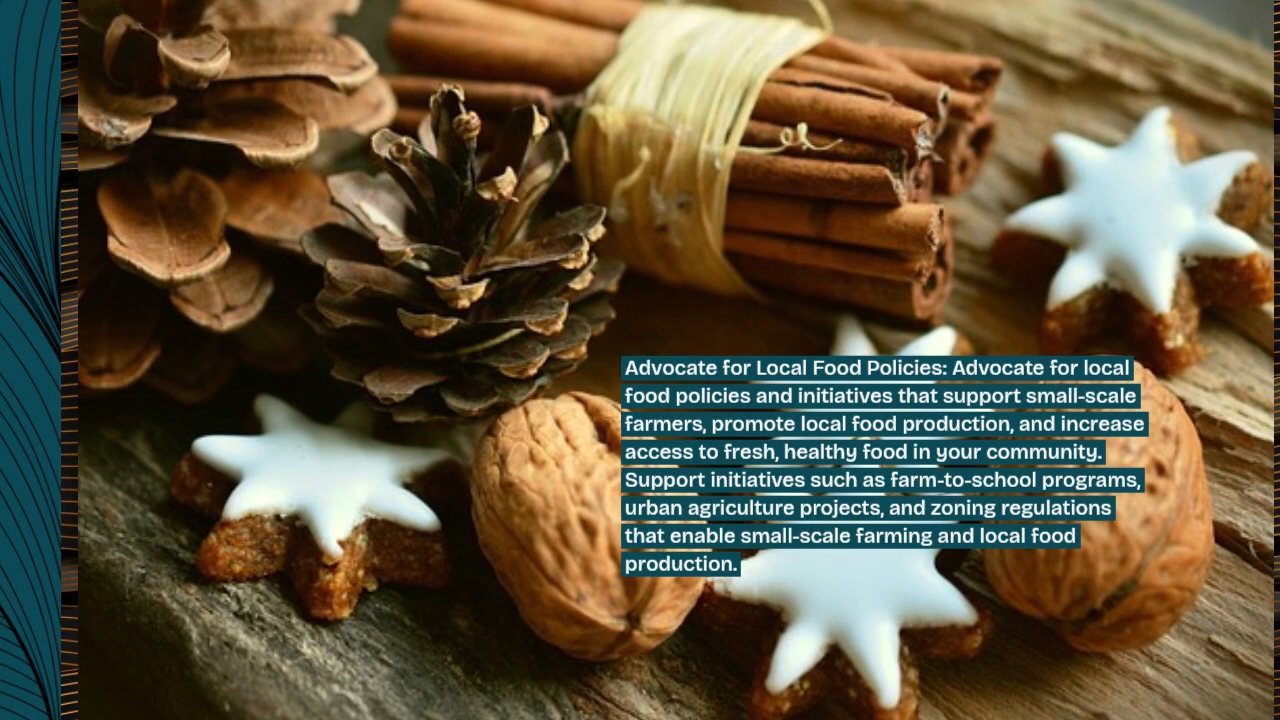 Advocate for Local Food Policies: Advocate for local
food policies and initiatives that support small-scale
farmers, promote local food production, and increase
access to fresh, healthy food in your community.
Support initiatives such as farm-to-school programs,
urban agriculture projects, and zoning regulations
that enable small-scale farming and local food
production.